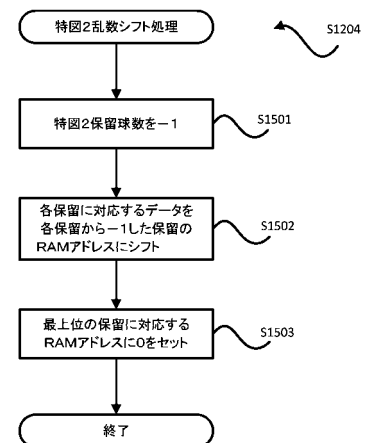 特図2乱数シフト処理
S1204
特図2保留球数を－1
S1501
各保留に対応するデータを
各保留から－1した保留の
RAMアドレスにシフト
S1502
最上位の保留に対応する
RAMアドレスに0をセット
S1503
終了